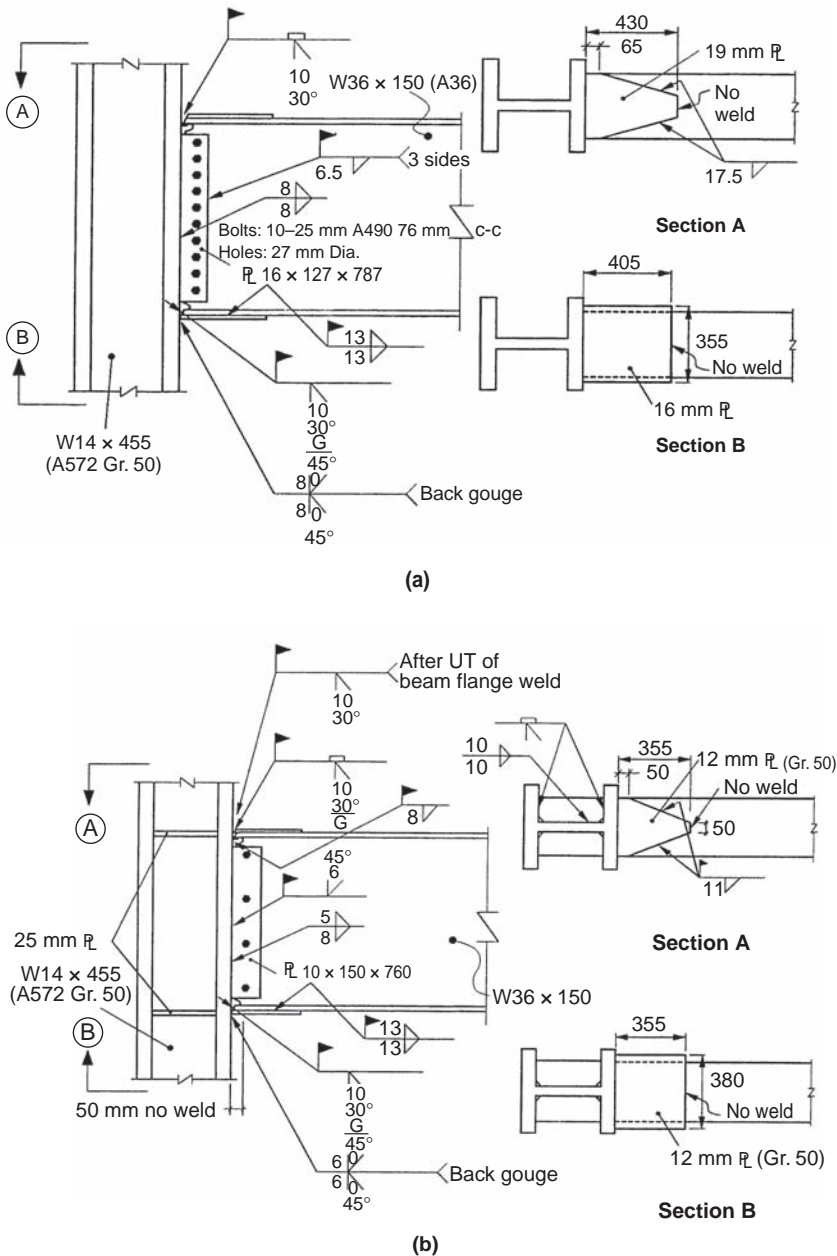 10
30°
A
W36 × 150 (A36)
6.5
3 sides
8
8
Bolts: 10–25 mm A490 76 mm c-c
Holes: 27 mm Dia.
PL 16 × 127 × 787
B
13
13
W14 × 455
(A572 Gr. 50)
10
30°
G
45°
8 0
8 0
45°
Back gouge
430
65
19 mm PL
No
weld
z
17.5
Section A
405
355
No weld
z
16 mm PL
Section B
(a)
After UT of
beam flange weld
10
30°
10
30°
G
45°
8
A
6
5
8
25 mm PL
W14 × 455
(A572 Gr. 50)
PL 10 × 150 × 760
W36 × 150
B
13
13
50 mm no weld
10
30°
G
45°
6 0
6 0
45°
Back gouge
10
10
355
50
12 mm PL (Gr. 50)
No weld
50
z
11
Section A
355
380
No weld
z
12 mm PL (Gr. 50)
Section B
(b)